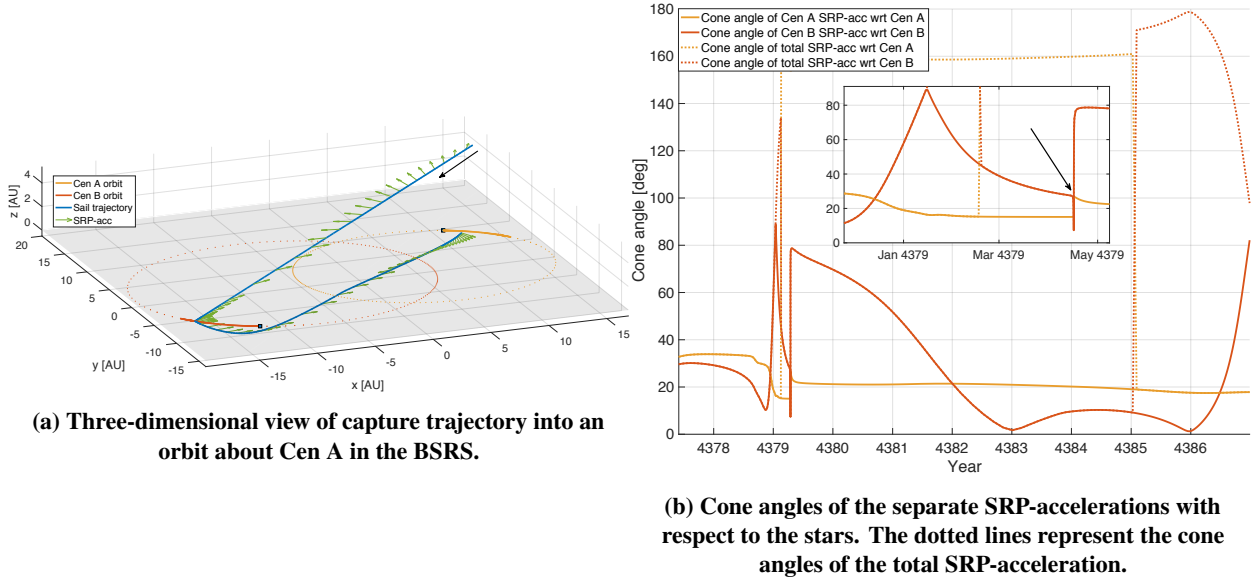 4
2
0
z [AU]
20
15
10
5
0
-5
-10
-15
y [AU]
-15
-10
-5
0
5
10
15
x [AU]
Cen A orbit
Cen B orbit
Sail trajectory
SRP-acc
(a) Three-dimensional view of capture trajectory into an
orbit about Cen A in the BSRS.
180
160
140
120
100
80
60
40
20
0
Cone angle [deg]
Cone angle of Cen A SRP-acc wrt Cen A
Cone angle of Cen B SRP-acc wrt Cen B
Cone angle of total SRP-acc wrt Cen A
Cone angle of total SRP-acc wrt Cen B
80
60
40
20
0
Jan 4379
Mar 4379
May 4379
4378
4379
4380
4381
4382
4383
4384
4385
4386
Year
(b) Cone angles of the separate SRP-accelerations with
respect to the stars. The dotted lines represent the cone
angles of the total SRP-acceleration.